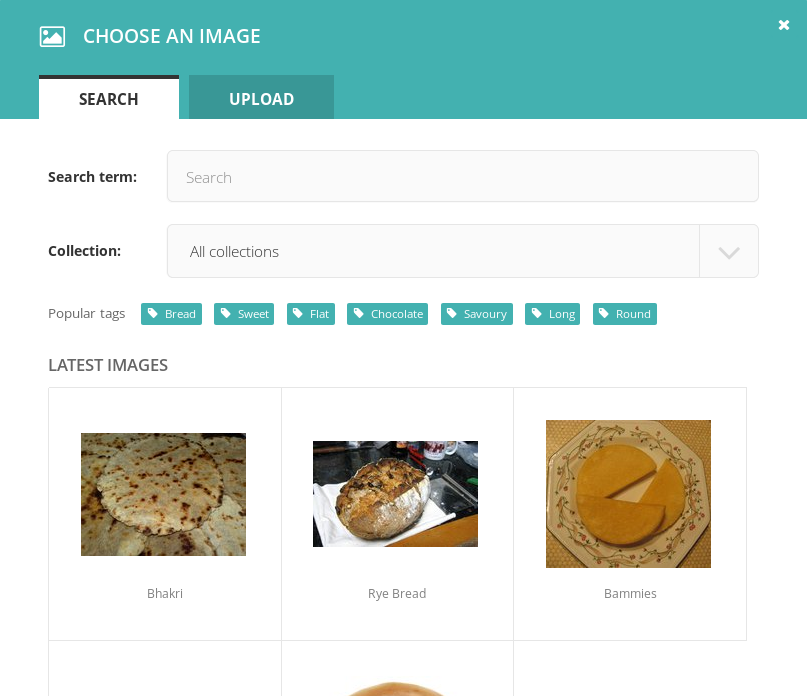 CHOOSE AN IMAGE
SEARCH UPLOAD
Search term: Search
Collection: All collections
Popular tags Bread Sweet Flat Chocolate Savoury Long Round
LATEST IMAGES
Bhakri Rye Bread Bammies